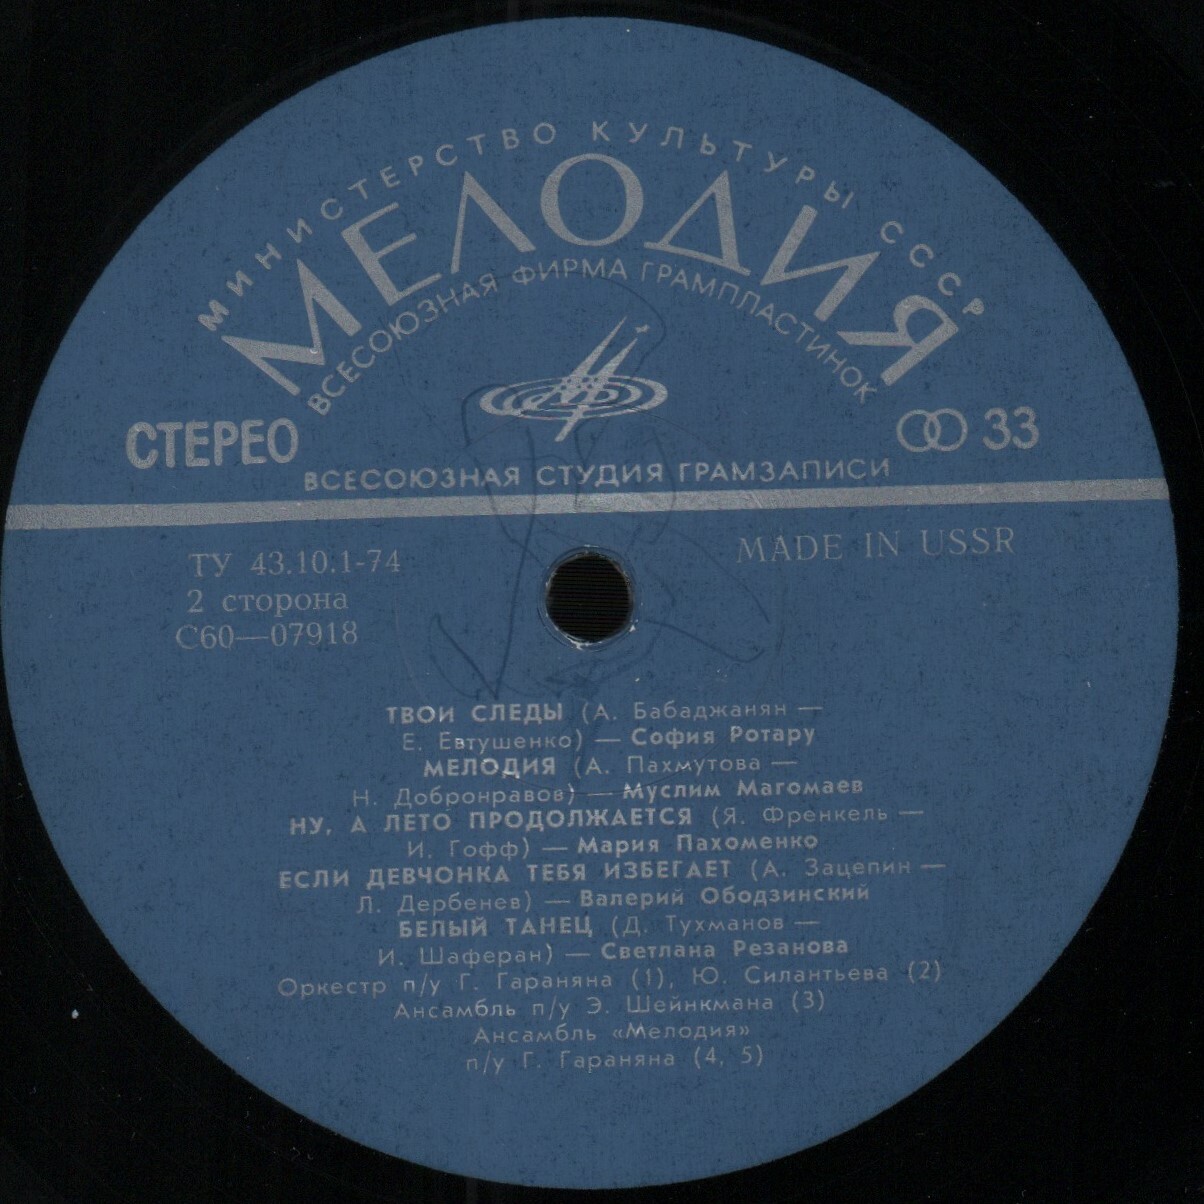 МИНИСТЕРСТВО КУЛЬТУРЫ СССР
МЕЛОДИЯ
ВСЕСОЮЗНАЯ ФИРМА ГРАМПЛАСТИНОК
СТЕРЕО
33
ВСЕСОЮЗНАЯ СТУДИЯ ГРАМЗАПИСИ
ТУ 43.10.1-74
MADE IN USSR
2 сторона
С60—07918
ТВОИ СЛЕДЫ (А. Бабаджанян —
Е. Евтушенко) — София Ротару
МЕЛОДИЯ (А. Пахмутова —
Н. Добронравов) — Муслим Магомаев
НУ, А ЛЕТО ПРОДОЛЖАЕТСЯ (Я. Френкель —
И. Гофф) — Мария Пахоменко
ЕСЛИ ДЕВЧОНКА ТЕБЯ ИЗБЕГАЕТ (А. Зацепин —
Л. Дербенев) — Валерий Ободзинский
БЕЛЫЙ ТАНЕЦ (Д. Тухманов —
И. Шаферан) — Светлана Резанова
Оркестр п/у Г. Гараняна (1), Ю. Силантьева (2)
Ансамбль п/у Э. Шейнкмана (3)
Ансамбль «Мелодия»
п/у Г. Гараняна (4, 5)